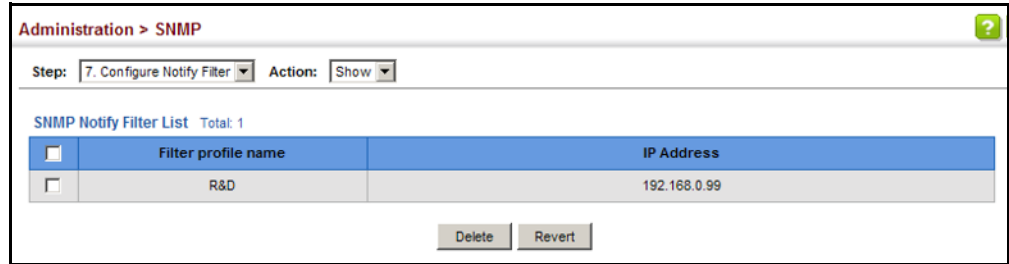 Administration > SNMP
?
Step: 7. Configure Notify Filter Action: Show
SNMP Notify Filter List Total: 1
Filter profile name IP Address
R&D 192.168.0.99
Delete Revert